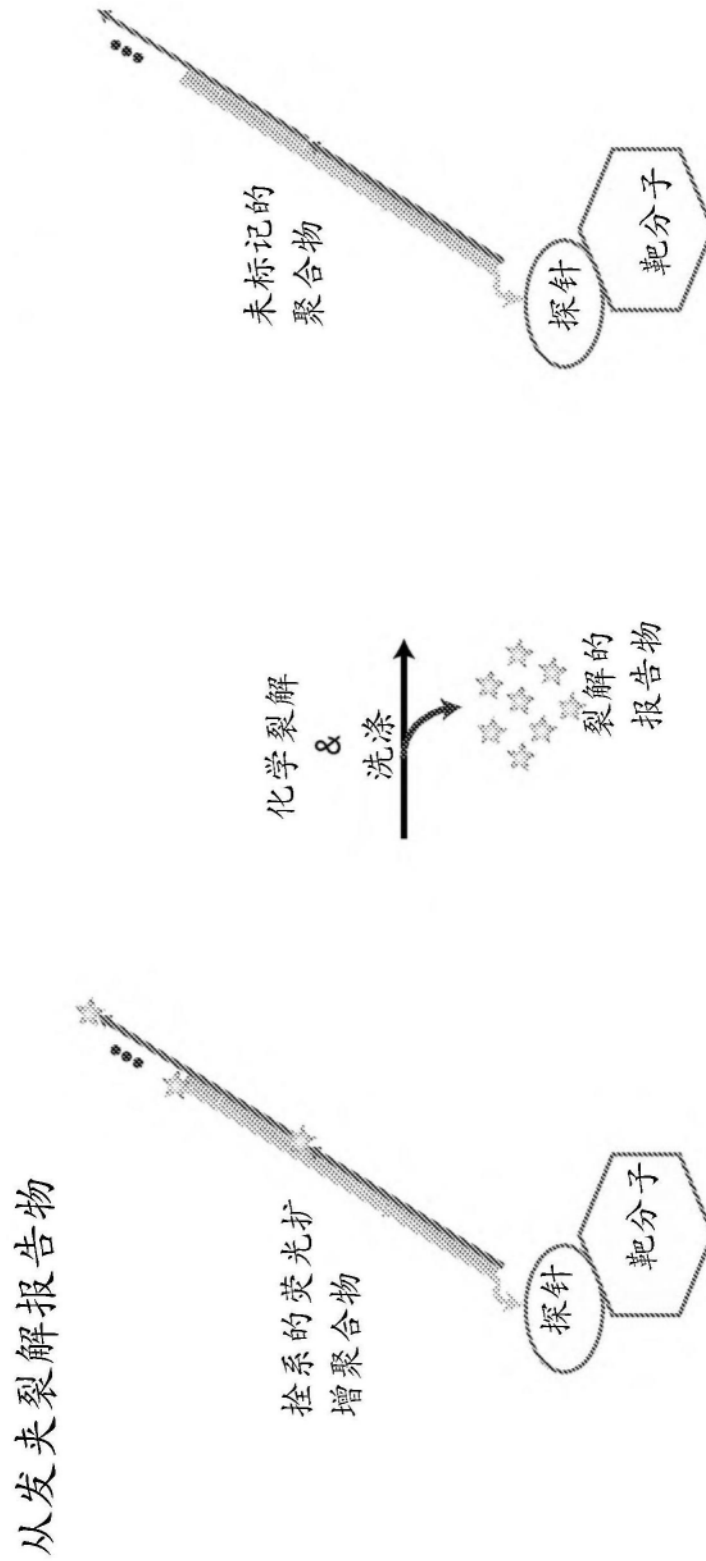 从发夹裂解报告物
拴系的荧光扩
增聚合物
探针
靶分子
化学裂解
&
洗涤
裂解的
报告物
未标记的
聚合物
探针
靶分子